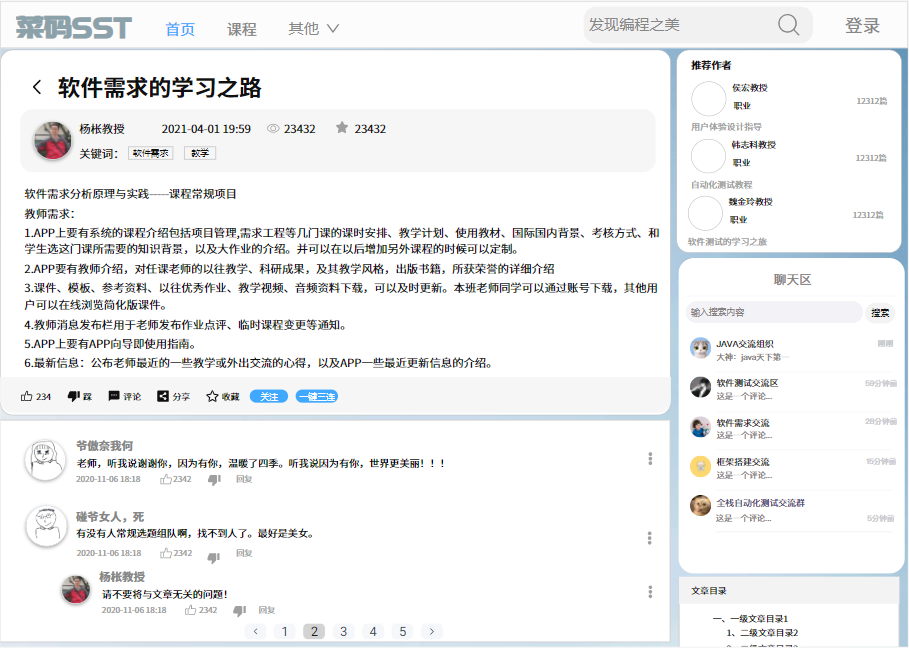 菜码SST
首页 课程 其他
发现编程之美
登录
软件需求的学习之路
杨枨教授 2021-04-01 19:59 23432 23432
关键词： 软件需求 教学
软件需求分析原理与实践-----课程常规项目
教师需求：
1.APP上要有系统的课程介绍包括项目管理,需求工程等几门课的课时安排、教学计划、使用教材、国际国内背景、考核方式、和
学生选这门课所需要的知识背景，以及大作业的介绍。并可以在以后增加另外课程的时候可以定制。
2.APP要有教师介绍，对任课老师的以往教学、科研成果，及其教学风格，出版书籍，所获荣誉的详细介绍
3.课件、模板、参考资料、以往优秀作业、教学视频、音频资料下载，可以及时更新。本班老师同学可以通过账号下载，其他用
户可以在线浏览简化版课件。
4.教师消息发布栏用于老师发布作业点评、临时课程变更等通知。
5.APP上要有APP向导即使用指南。
6.最新信息：公布老师最近的一些教学或外出交流的心得，以及APP一些最近更新信息的介绍。
234 踩 评论 分享 收藏 关注 一键三连
爷傲奈我何
老师，听我说谢谢你，因为有你，温暖了四季。听我说因为有你，世界更美丽！！！
2020-11-06 18:18 2342 回复
碰爷女人，死
有没有人常规选题组队啊，找不到人了。最好是美女。
2020-11-06 18:18 2342 回复
杨枨教授
请不要将与文章无关的问题！
2020-11-06 18:18 2342 回复
‹ 1 2 3 4 5 ›
推荐作者
侯宏教授
职业
12312篇
用户体验设计指导
韩志科教授
职业
12312篇
自动化测试教程
魏金玲教授
职业
12312篇
软件测试的学习之旅
聊天区
输入搜索内容 搜索
JAVA交流组织 刚刚
大神：java天下第一
软件测试交流区 59分钟前
这是一个评论...
软件需求交流 29分钟前
这是一个评论...
框架搭建交流 15分钟前
这是一个评论...
全栈自动化测试交流群
这是一个评论... 5分钟前
文章目录
一、一级文章目录1
1、二级文章目录2